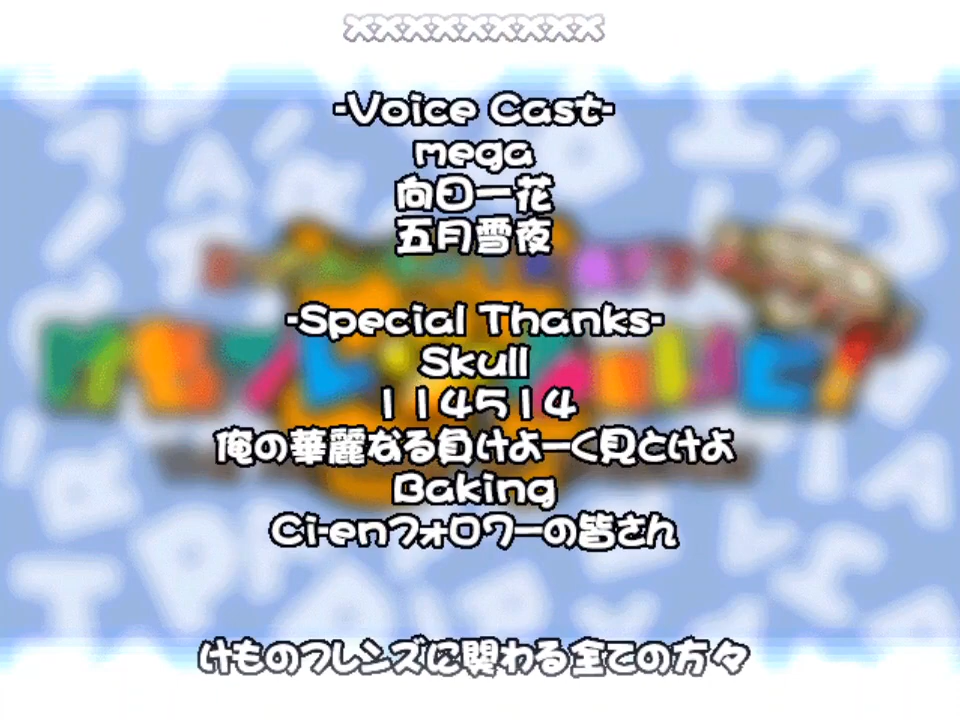 ××××××××××
-Voice Cast-
mega
向日一花
五月雪夜
-Special Thanks-
Skull
114514
俺の華麗なる負けよーく見とけよ
Baking
Ci-enフォロワーの皆さん
けものフレンズに関わる全ての方々